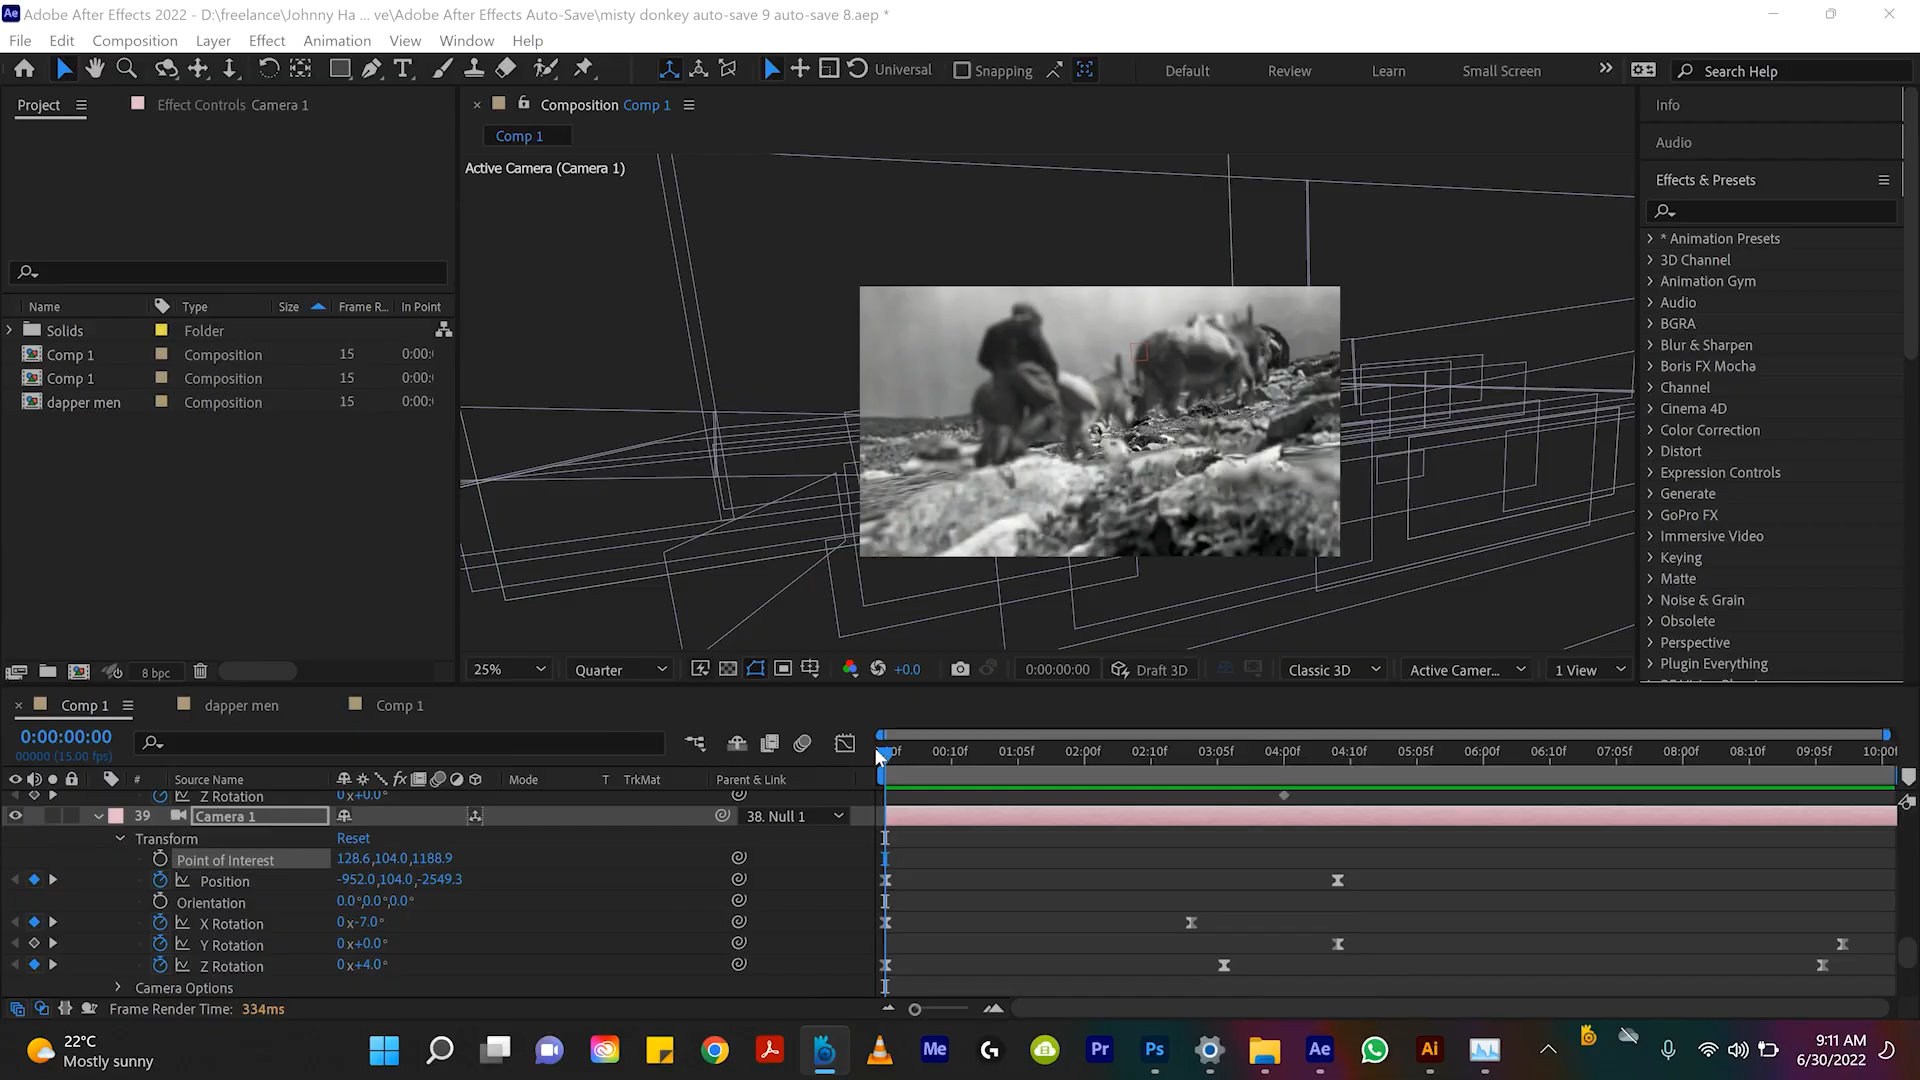 Ae Adobe After Effects 2022 - D:\freelance\Johnny Ha ... ve\Adobe After Effects Auto-Save\misty donkey auto-save 9 auto-save 8.aep *
File Edit Composition Layer Effect Animation View Window Help
Universal Snapping Default Review Learn Small Screen Search Help
Project Effect Controls Camera 1
Composition Comp 1
Comp 1
Active Camera (Camera 1)
Name Type Size Frame R... In Point
Solids Folder
Comp 1 Composition 15 0:00:
Comp 1 Composition 15 0:00:
dapper men Composition 15 0:00:
8 bpc
25% Quarter +0.0 0:00:00:00 Draft 3D Classic 3D Active Camer... 1 View
Info
Audio
Effects & Presets
* Animation Presets
3D Channel
Animation Gym
Audio
BGRA
Blur & Sharpen
Boris FX Mocha
Channel
Cinema 4D
Color Correction
Distort
Expression Controls
Generate
GoPro FX
Immersive Video
Keying
Matte
Noise & Grain
Obsolete
Perspective
Plugin Everything
Comp 1 dapper men Comp 1
0:00:00:00
00000 (15.00 fps)
00:10f 01:05f 02:00f 02:10f 03:05f 04:00f 04:10f 05:05f 06:00f 06:10f 07:05f 08:00f 08:10f 09:05f 10:00f
# Source Name fx Mode T TrkMat Parent & Link
Z Rotation 0x+0.0°
39 Camera 1 38. Null 1
Transform Reset
Point of Interest 128.6,104.0,1188.9
Position -952.0,104.0,-2549.3
Orientation 0.0°,0.0°,0.0°
X Rotation 0x-7.0°
Y Rotation 0x+0.0°
Z Rotation 0x+4.0°
Camera Options
Frame Render Time: 334ms
22°C
Mostly sunny
Me Pr Ps Ae Ai
9:11 AM
6/30/2022